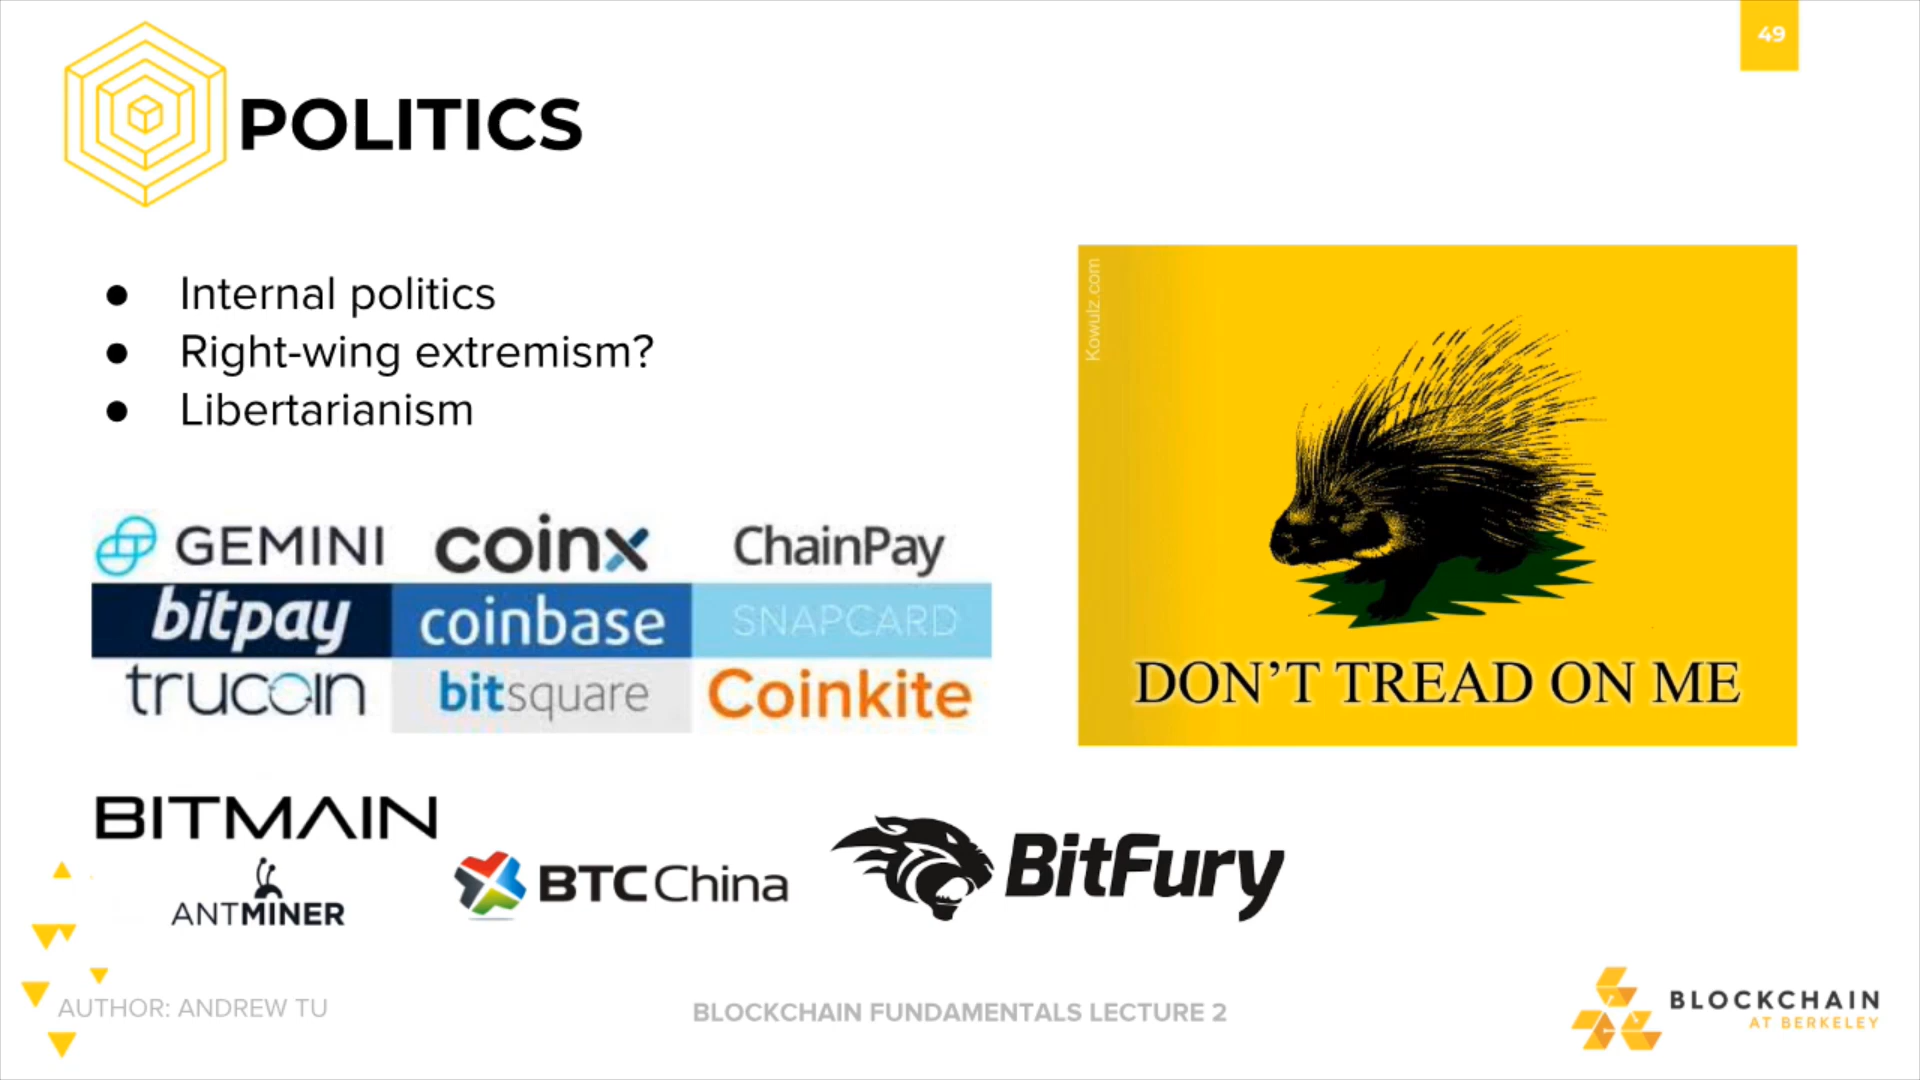 49
POLITICS
● Internal politics
● Right-wing extremism?
● Libertarianism
GEMINI coinx ChainPay
bitpay coinbase SNAPCARD
trucoin bitsquare Coinkite
Kowulz.com
DON'T TREAD ON ME
BITMAIN
ANTMINER
BTCChina
BitFury
AUTHOR: ANDREW TU
BLOCKCHAIN FUNDAMENTALS LECTURE 2
BLOCKCHAIN
AT BERKELEY